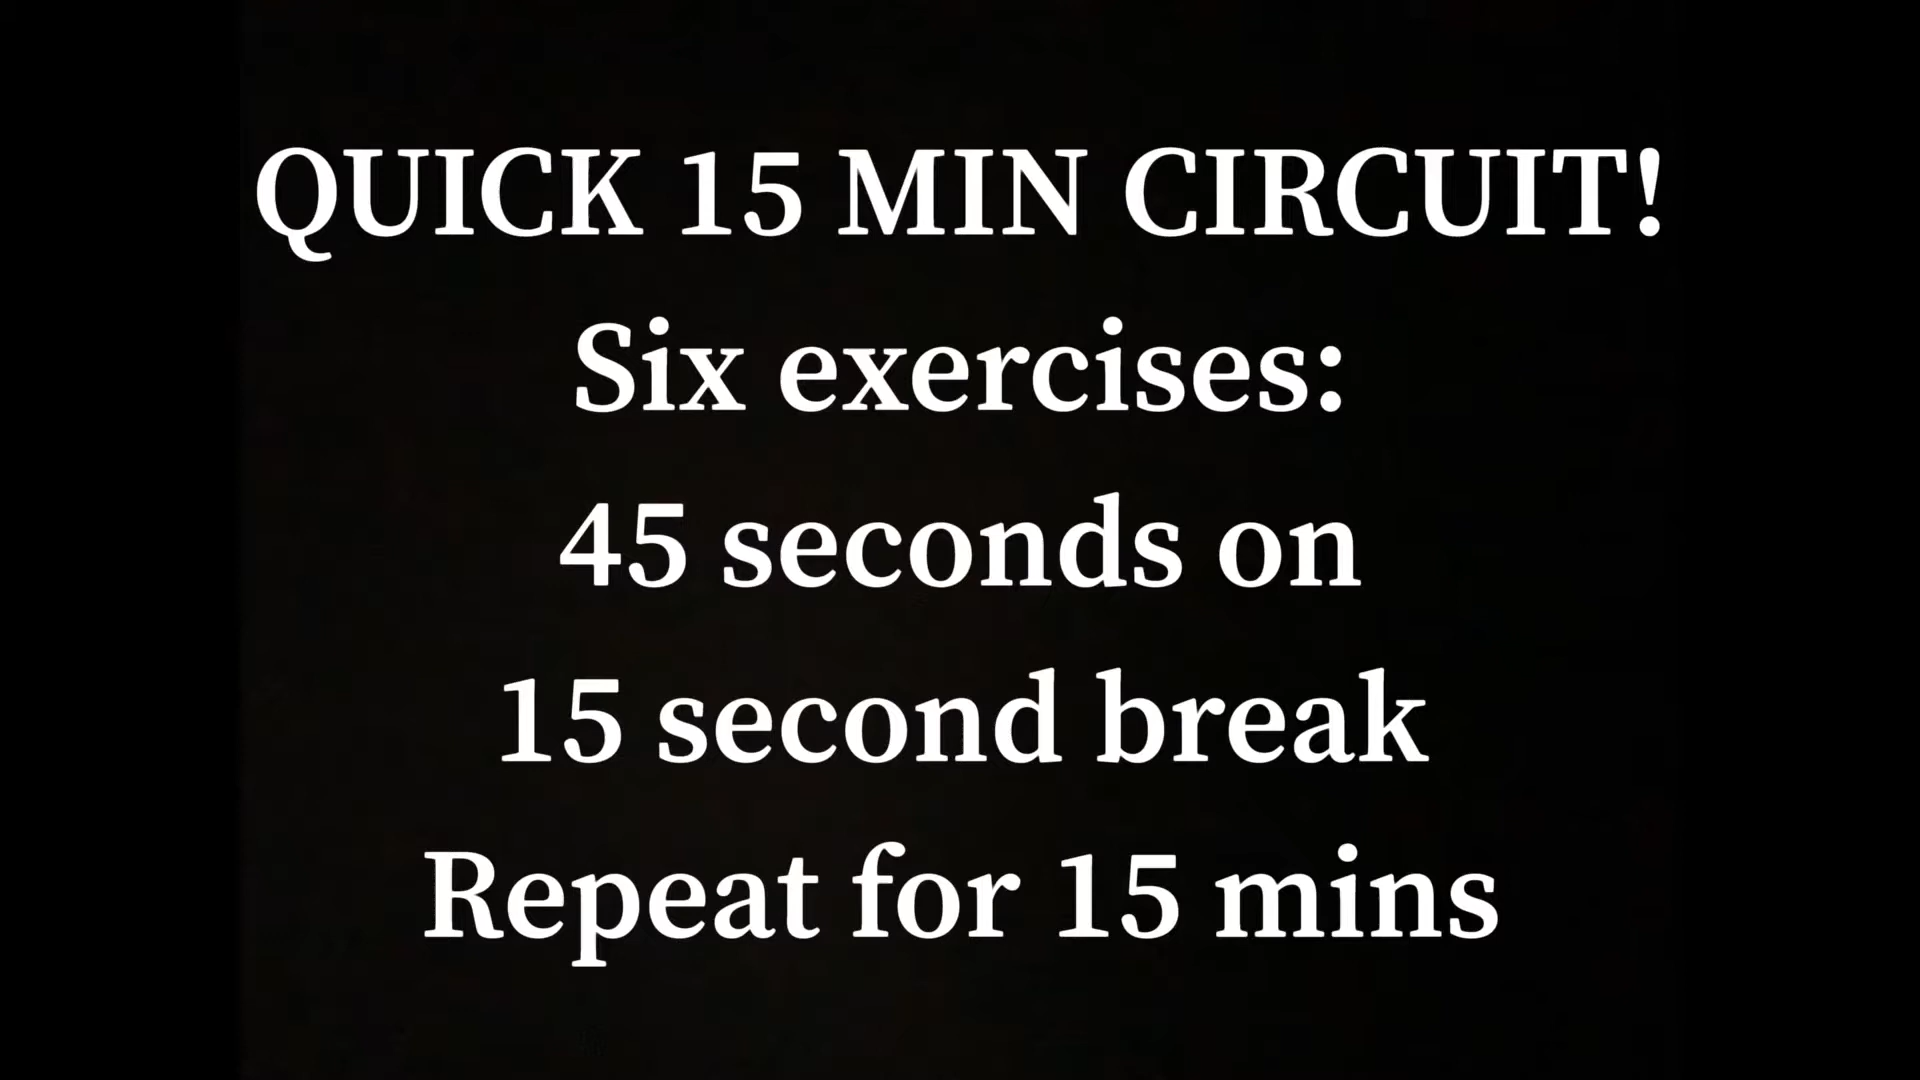 QUICK 15 MIN CIRCUIT!
Six exercises:
45 seconds on
15 second break
Repeat for 15 mins